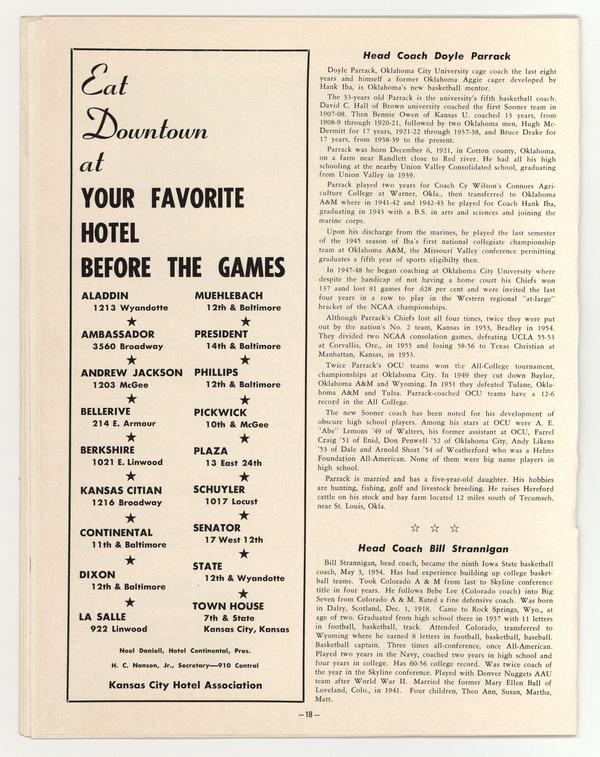 Eat
Downtown
at
YOUR FAVORITE
HOTEL
BEFORE THE GAMES
ALADDIN
1213 Wyandotte
★
AMBASSADOR
3560 Broadway
★
ANDREW JACKSON
1203 McGee
★
BELLERIVE
214 E. Armour
★
BERKSHIRE
1021 E. Linwood
★
KANSAS CITIAN
1216 Broadway
★
CONTINENTAL
11th & Baltimore
★
DIXON
12th & Baltimore
★
LA SALLE
922 Linwood
MUEHLEBACH
12th & Baltimore
★
PRESIDENT
14th & Baltimore
★
PHILLIPS
12th & Baltimore
★
PICKWICK
10th & McGee
★
PLAZA
13 East 24th
★
SCHUYLER
1017 Locust
★
SENATOR
17 West 12th
★
STATE
12th & Wyandotte
★
TOWN HOUSE
7th & State
Kansas City, Kansas
Noel Daniell, Hotel Continental, Pres.
H. C. Nanson, Jr., Secretary—910 Central
Kansas City Hotel Association
Head Coach Doyle Parrack
Doyle Parrack, Oklahoma City University cage coach the last eight
years and himself a former Oklahoma Aggie cager developed by
Hank Iba, is Oklahoma's new basketball mentor.
The 33-years old Parrack is the university's fifth basketball coach.
David C. Hall of Brown university coached the first Sooner team in
1907-08. Then Bennie Owen of Kansas U. coached 13 years, from
1908-9 through 1920-21, followed by two Oklahoma men, Hugh Mc-
Dermitt for 17 years, 1921-22 through 1937-38, and Bruce Drake for
17 years, from 1938-39 to the present.
Parrack was born December 6, 1921, in Cotton county, Oklahoma,
on a farm near Randlett close to Red river. He had all his high
schooling at the nearby Union Valley Consolidated school, graduating
from Union Valley in 1939.
Parrack played two years for Coach Cy Wilson's Connors Agri-
culture College at Warner, Okla., then transferred to Oklahoma
A&M where in 1941-42 and 1942-43 he played for Coach Hank Iba,
graduating in 1943 with a B.S. in arts and sciences and joining the
marine corps.
Upon his discharge from the marines, he played the last semester
of the 1945 season of Iba's first national collegiate championship
team at Oklahoma A&M, the Missouri Valley conference permitting
graduates a fifth year of sports eligibilty then.
In 1947-48 he began coaching at Oklahoma City University where
despite the handicap of not having a home court his Chiefs won
137 aand lost 81 games for .628 per cent and were invited the last
four years in a row to play in the Western regional "at-large"
bracket of the NCAA championships.
Although Parrack's Chiefs lost all four times, twice they were put
out by the nation's No. 2 team, Kansas in 1953, Bradley in 1954.
They divided two NCAA consolation games, defeating UCLA 55-53
at Corvallis, Ore., in 1955 and losing 58-56 to Texas Christian at
Manhattan, Kansas, in 1953.
Twice Parrack's OCU teams won the All-College tournament,
championships at Oklahoma City. In 1949 they cut down Baylor,
Oklahoma A&M and Wyoming. In 1951 they defeated Tulane, Okla-
homa A&M and Tulsa. Parrack-coached OCU teams have a 12-6
record in the All College.
The new Sooner coach has been noted for his development of
obscure high school players. Among his stars at OCU were A. E.
"Abe" Lemons '49 of Walters, his former assistant at OCU, Farrel
Craig '51 of Enid, Don Penwell '52 of Oklahoma City, Andy Likens
'53 of Dale and Arnold Short '54 of Weatherford who was a Helms
Foundation All-American. None of them were big name players in
high school.
Parrack is married and has a five-year-old daughter. His hobbies
are hunting, fishing, golf and livestock breeding. He raises Hereford
cattle on his stock and hay farm located 12 miles south of Tecumseh,
near St. Louis, Okla.
☆ ☆ ☆
Head Coach Bill Strannigan
Bill Strannigan, head coach, became the ninth Iowa State basketball
coach, May 3, 1954. Has had experience building up college basket-
ball teams. Took Colorado A & M from last to Skyline conference
title in four years. He follows Bebe Lee (Colorado coach) into Big
Seven from Colorado A & M. Rated a fine defensive coach. Was born
in Dalry, Scotland, Dec. 1, 1918. Came to Rock Springs, Wyo., at
age of two. Graduated from high school there in 1937 with 11 letters
in football, basketball, track. Attended Colorado, transferred to
Wyoming where he earned 8 letters in football, basketball, baseball.
Basketball captain. Three times all-conference, once All-American.
Played two years in the Navy, coached two years in high school and
four years in college. Has 60-56 college record. Was twice coach of
the year in the Skyline conference. Played with Denver Nuggets AAU
team after World War II. Married the former Mary Ellen Ball of
Loveland, Colo., in 1941. Four children, Theo Ann, Susan, Martha,
Matt.
—18—